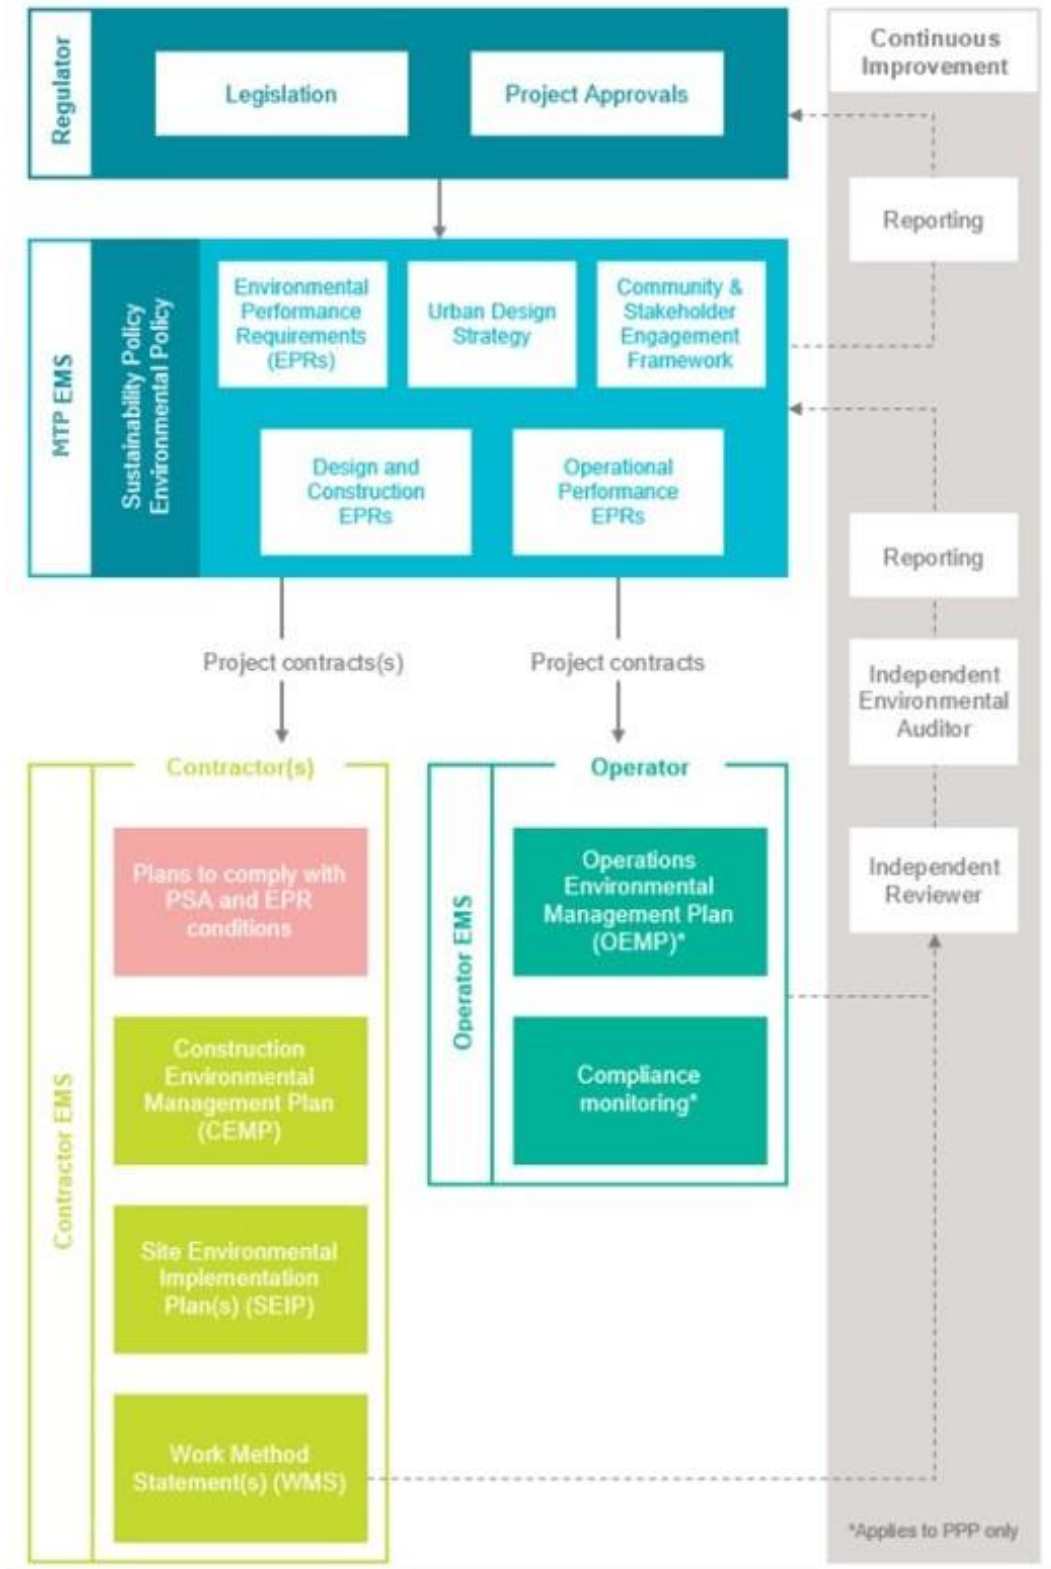 Regulator
Legislation
Project Approvals
Continuous
Improvement
Reporting
MTP EMS
Sustainability Policy
Environmental Policy
Environmental
Performance
Requirements
(EPRs)
Urban Design
Strategy
Community &
Stakeholder
Engagement
Framework
Design and
Construction
EPRs
Operational
Performance
EPRs
Reporting
Independent
Environmental
Auditor
Independent
Reviewer
Project contracts(s)
Project contracts
Contractor(s)
Contractor EMS
Plans to comply with
PSA and EPR
conditions
Construction
Environmental
Management Plan
(CEMP)
Site Environmental
Implementation
Plan(s) (SEIP)
Work Method
Statement(s) (WMS)
Operator
Operator EMS
Operations
Environmental
Management Plan
(OEMP)*
Compliance
monitoring*
*Applies to PPP only